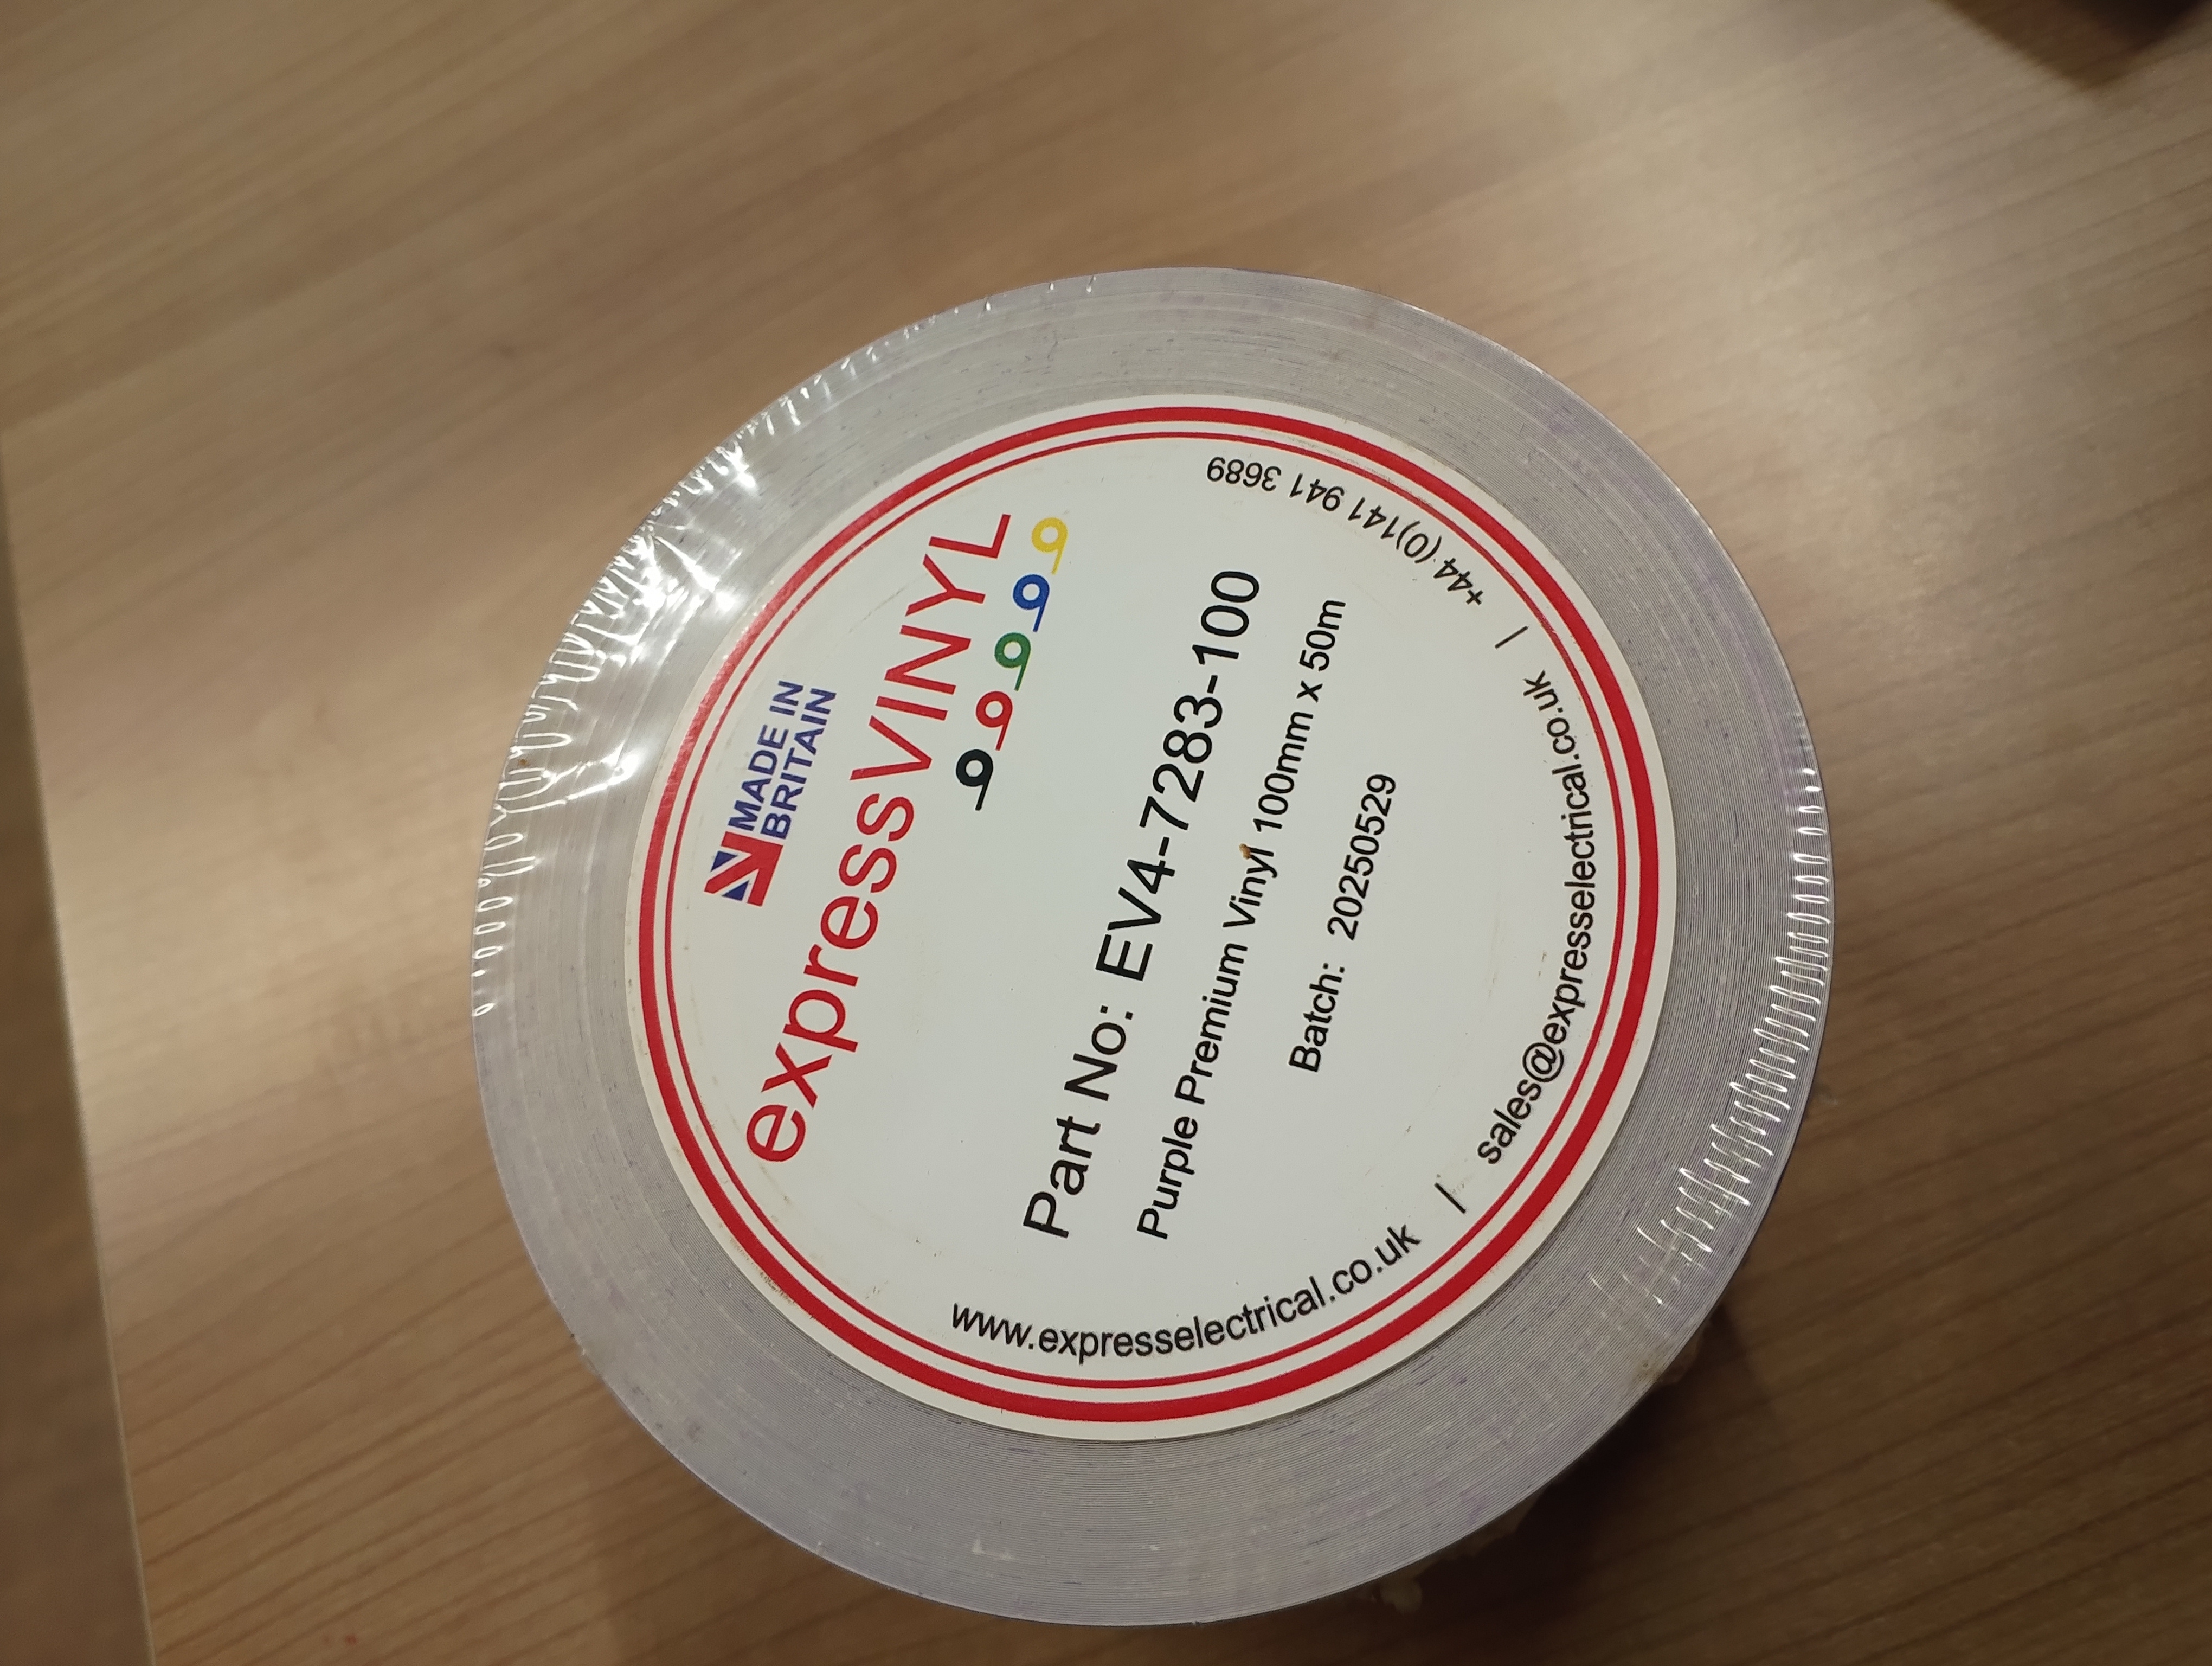 MADE IN
BRITAIN
expressVINYL
Part No: EV4-7283-100
Purple Premium Vinyl 100mm x 50m
Batch: 20250529
www.expresselectrical.co.uk | sales@expresselectrical.co.uk | +44 (0)141 941 3689